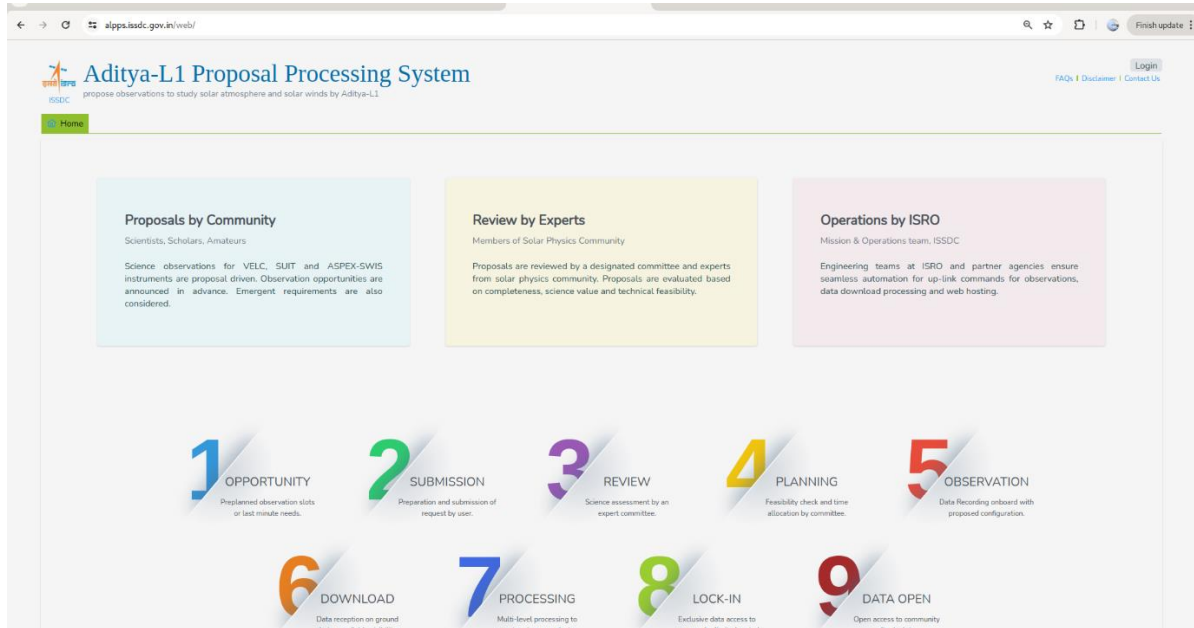 alpps.issdc.gov.in/web/
Finish update
Aditya-L1 Proposal Processing System
propose observations to study solar atmosphere and solar winds by Aditya-L1
ISSDC
Login
FAQs | Disclaimer | Contact Us
Home
Proposals by Community
Scientists, Scholars, Amateurs
Science observations for VELC, SUIT and ASPEX-SWIS
instruments are proposal driven. Observation opportunities are
announced in advance. Emergent requirements are also
considered.
Review by Experts
Members of Solar Physics Community
Proposals are reviewed by a designated committee and experts
from solar physics community. Proposals are evaluated based
on completeness, science value and technical feasibility.
Operations by ISRO
Mission & Operations team, ISSDC
Engineering teams at ISRO and partner agencies ensure
seamless automation for up-link commands for observations,
data download processing and web hosting.
1
OPPORTUNITY
Preplanned observation slots
or last minute needs.
2
SUBMISSION
Preparation and submission of
request by user.
3
REVIEW
Science assessment by an
expert committee.
4
PLANNING
Feasibility check and time
allocation by committee.
5
OBSERVATION
Data Recording onboard with
proposed configuration.
6
DOWNLOAD
Data reception on ground
7
PROCESSING
Multi-level processing to
8
LOCK-IN
Exclusive data access to
9
DATA OPEN
Open access to community